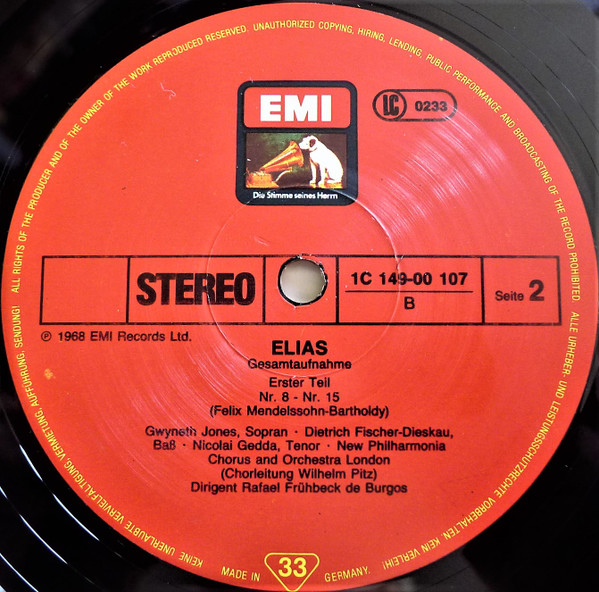 ALL RIGHTS OF THE PRODUCER AND OF THE OWNER OF THE WORK REPRODUCED RESERVED. UNAUTHORIZED COPYING, HIRING, LENDING, PUBLIC PERFORMANCE AND BROADCASTING OF THE RECORD PROHIBITED. ALLE URHEBER- UND LEISTUNGSSCHUTZRECHTE VORBEHALTEN. KEIN VERLEIH! KEINE UNERLAUBTE VERVIELFÄLTIGUNG, VERMIETUNG, AUFFÜHRUNG, SENDUNG!
EMI
LC 0233
Die Stimme seines Herrn
STEREO
1C 149-00 107
B
Seite 2
℗ 1968 EMI Records Ltd.
ELIAS
Gesamtaufnahme
Erster Teil
Nr. 8 - Nr. 15
(Felix Mendelssohn-Bartholdy)
Gwyneth Jones, Sopran · Dietrich Fischer-Dieskau,
Baß · Nicolai Gedda, Tenor · New Philharmonia
Chorus and Orchestra London
(Chorleitung Wilhelm Pitz)
Dirigent Rafael Frühbeck de Burgos
MADE IN 33 GERMANY.